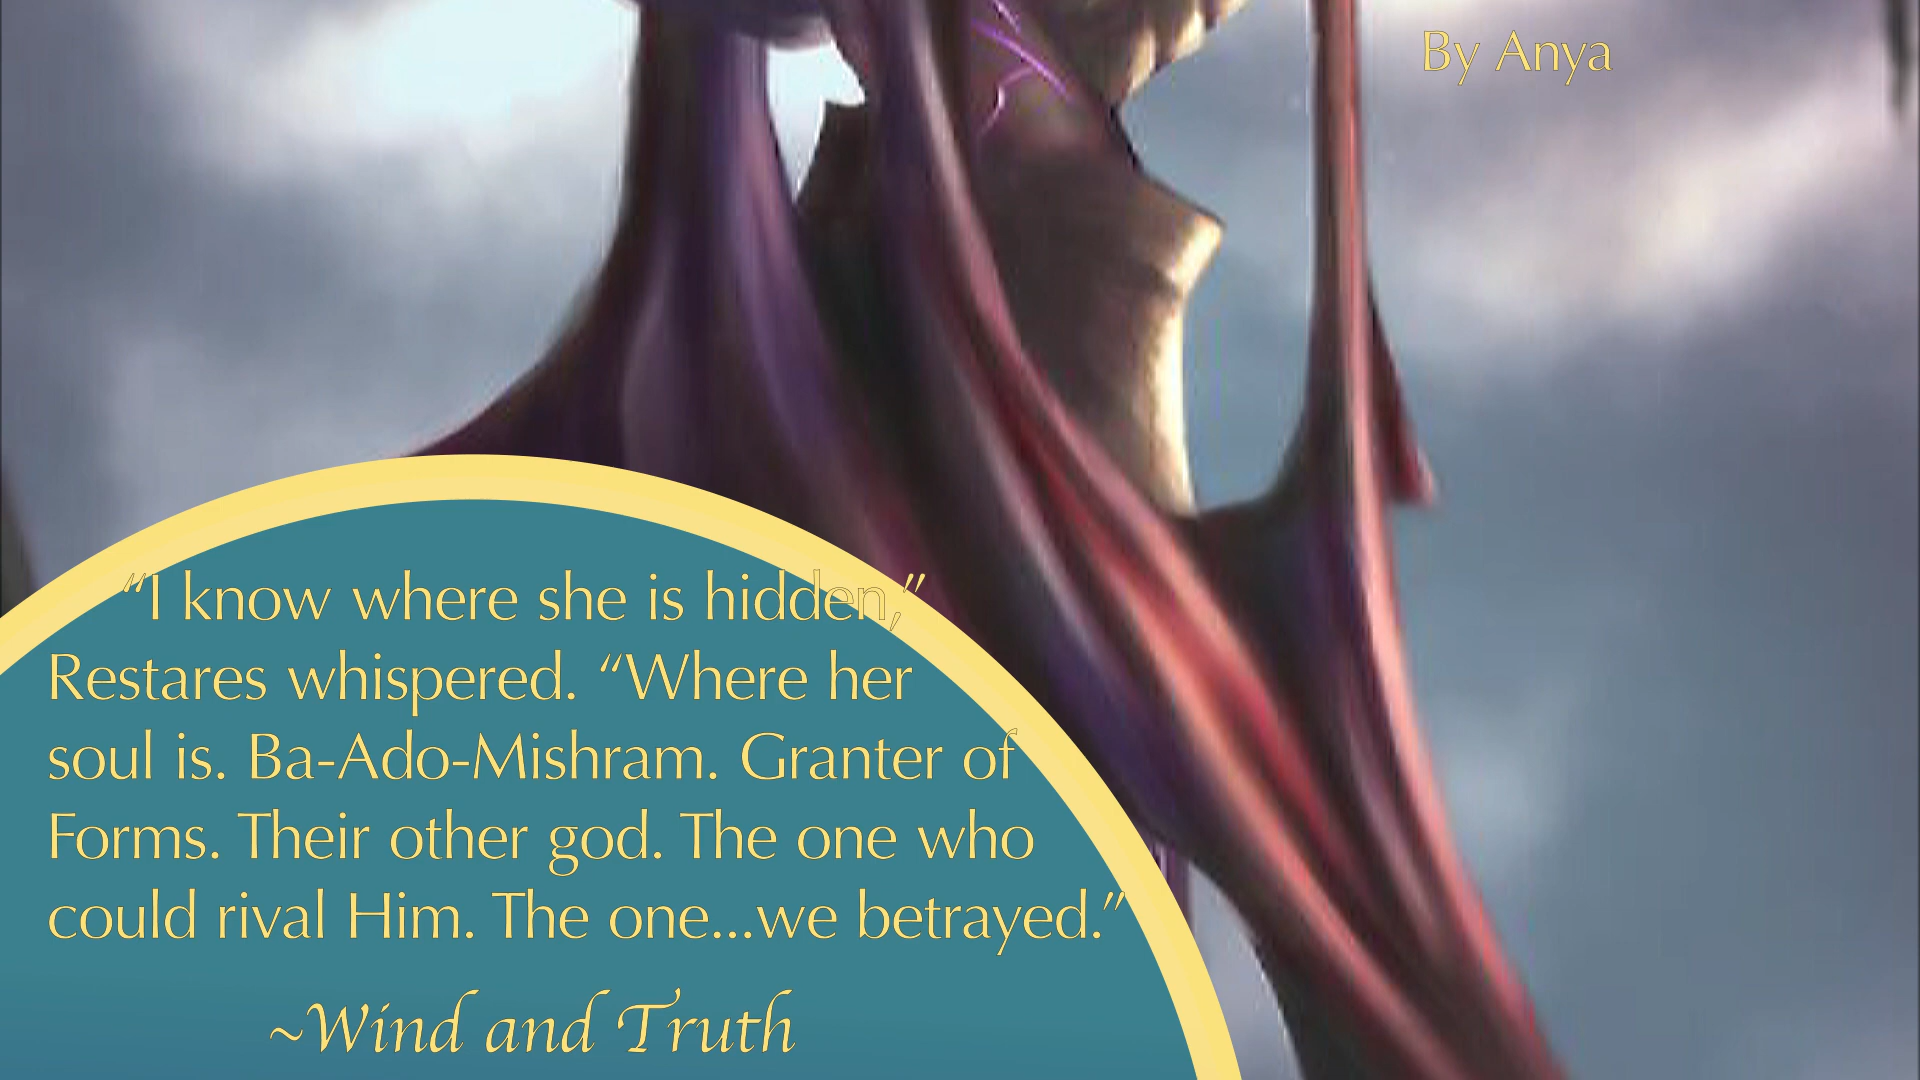 By Anya
“I know where she is hidden,”
Restares whispered. “Where her
soul is. Ba-Ado-Mishram. Granter of
Forms. Their other god. The one who
could rival Him. The one...we betrayed.”
~Wind and Truth